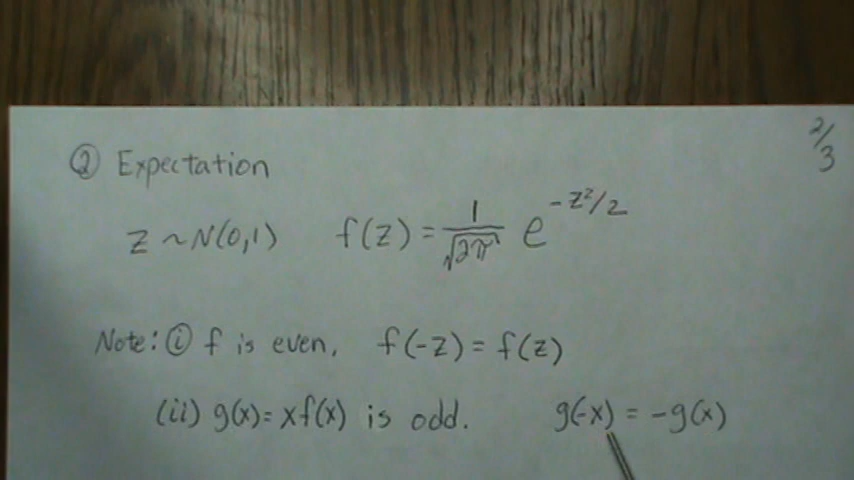 2/3
② Expectation
Z ~ N(0,1) f(z) = 1/√2π e^{-z²/2}
Note: ⓘ f is even, f(-z) = f(z)
(ii) g(x) = xf(x) is odd. g(-x) = -g(x)